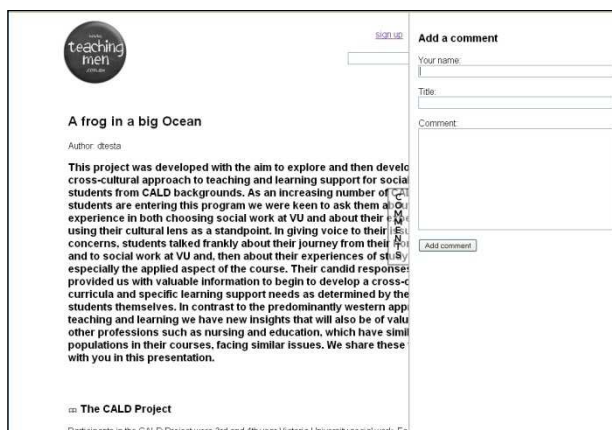 teaching
men
.com.au
sign up
A frog in a big Ocean
Author: dtesta
This project was developed with the aim to explore and then develo
cross-cultural approach to teaching and learning support for social
students from CALD backgrounds. As an increasing number of CAL
students are entering this program we were keen to ask them about
experience in both choosing social work at VU and about their
using their cultural lens as a standpoint. In giving voice to their
concerns, students talked frankly about their journey from their
and to social work at VU and, then about their experiences of study
especially the applied aspect of the course. Their candid responses
provided us with valuable information to begin to develop a cross-c
curricula and specific learning support needs as determined by the
students themselves. In contrast to the predominantly western appr
teaching and learning we have new insights that will also be of valu
other professions such as nursing and education, which have simil
populations in their courses, facing similar issues. We share these
with you in this presentation.
The CALD Project
COMMENTS
Add a comment
Your name:
Title:
Comment:
Add comment